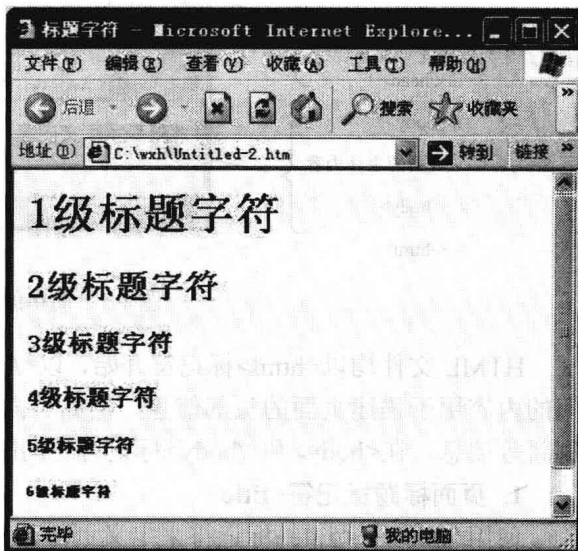 标题字符 - Microsoft Internet Explore...
文件(F) 编辑(E) 查看(V) 收藏(A) 工具(T) 帮助(H)
后退 搜索 收藏夹 »
地址(D) C:\wxh\Untitled-2.htm 转到 链接 »
1级标题字符
2级标题字符
3级标题字符
4级标题字符
5级标题字符
6级标题字符
完毕 我的电脑